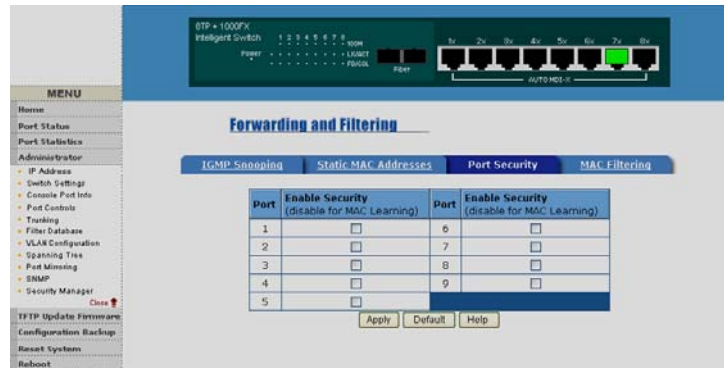 8TP + 1000FX
Intelligent Switch 1 2 3 4 5 6 7 8
100M
Power LK/ACT
FD/COL
Fiber
1x 2x 3x 4x 5x 6x 7x 8x
AUTO MDI-X
MENU
Home
Port Status
Port Statistics
Administrator
IP Address
Switch Settings
Console Port Info
Port Controls
Trunking
Filter Database
VLAN Configuration
Spanning Tree
Port Mirroring
SNMP
Security Manager
Close
TFTP Update Firmware
Configuration Backup
Reset System
Reboot
Forwarding and Filtering
IGMP Snooping Static MAC Addresses Port Security MAC Filtering
Port Enable Security (disable for MAC Learning) Port Enable Security (disable for MAC Learning)
1 6
2 7
3 8
4 9
5
Apply Default Help